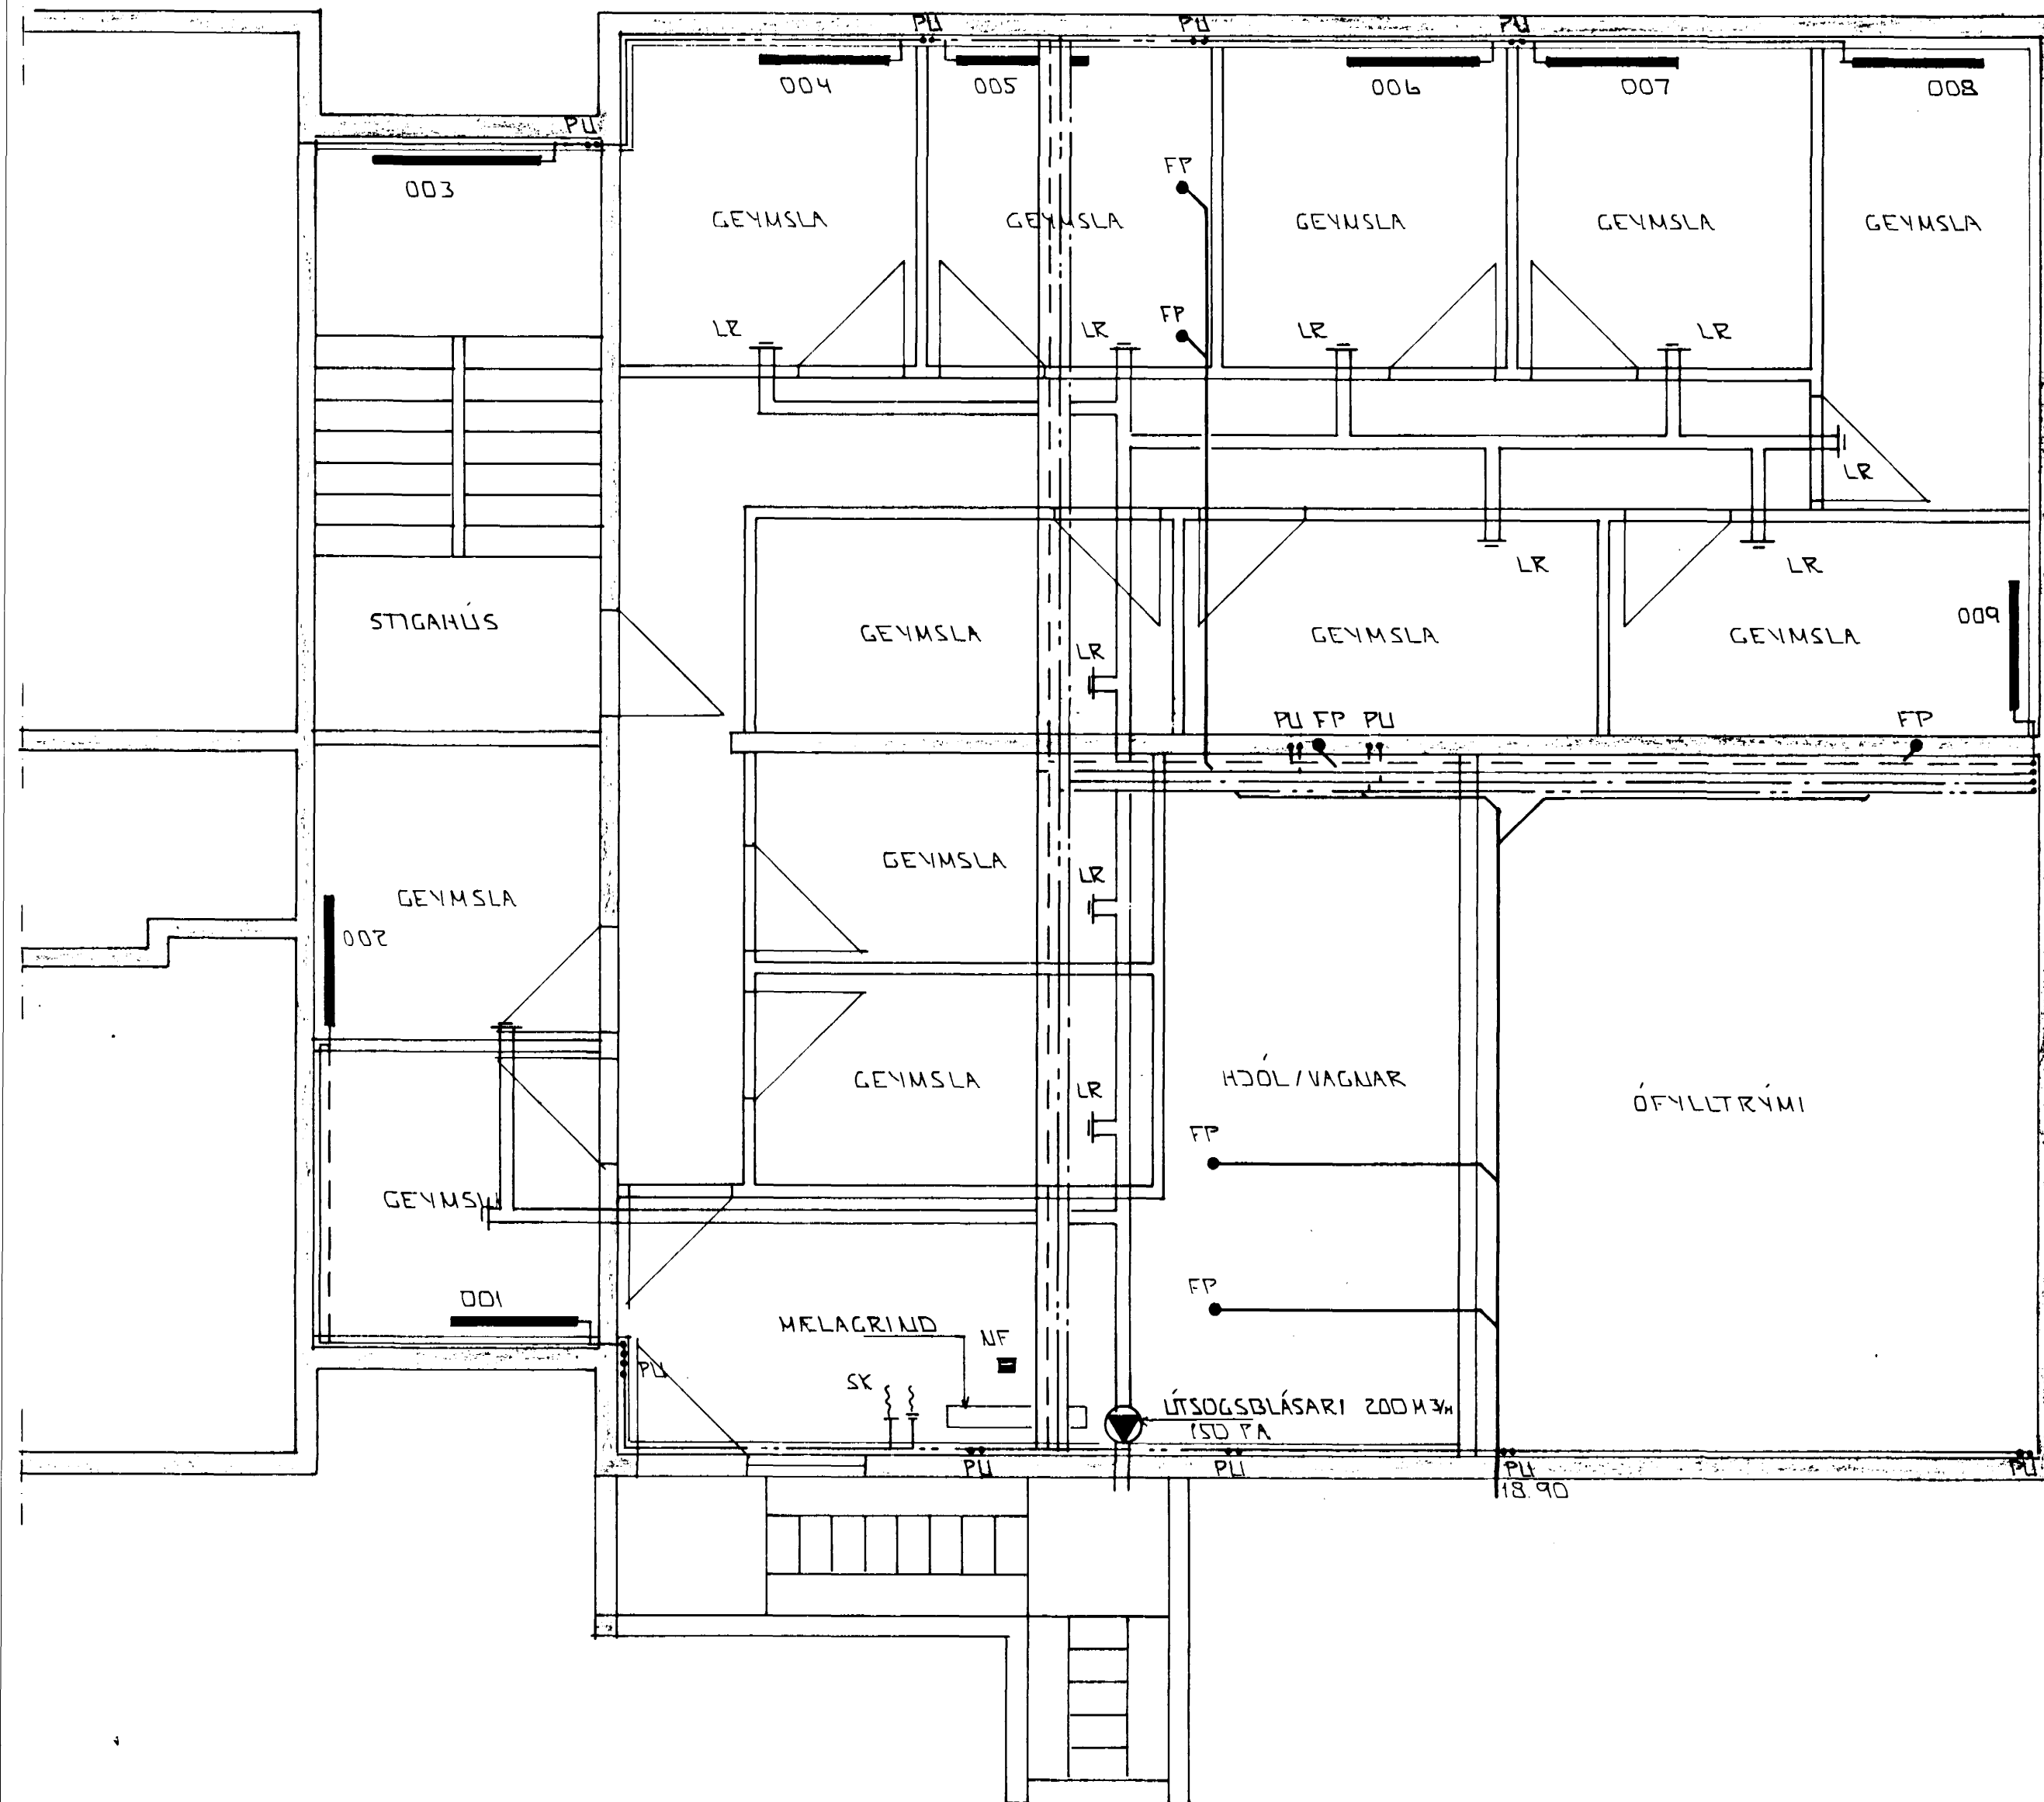 PU PU PU
004 005 006 007 008
PU
003
FP
GEYMSLA GEYMSLA GEYMSLA GEYMSLA GEYMSLA
FP
LR LR LR LR
LR
LR LR
STIGAHÚS
GEYMSLA GEYMSLA GEYMSLA
009
LR
PU FP PU FP
GEYMSLA
LR
GEYMSLA
002
GEYMSLA
LR
HJÓL/VAGNAR
ÓFYLLTRÝMI
FP
GEYMSLA
FP
001
MÆLAGRIND
NF
PU
SK
ÚTSOGSBLÁSARI 200 M3/H
150 PA
PU PU PU PU
18.90